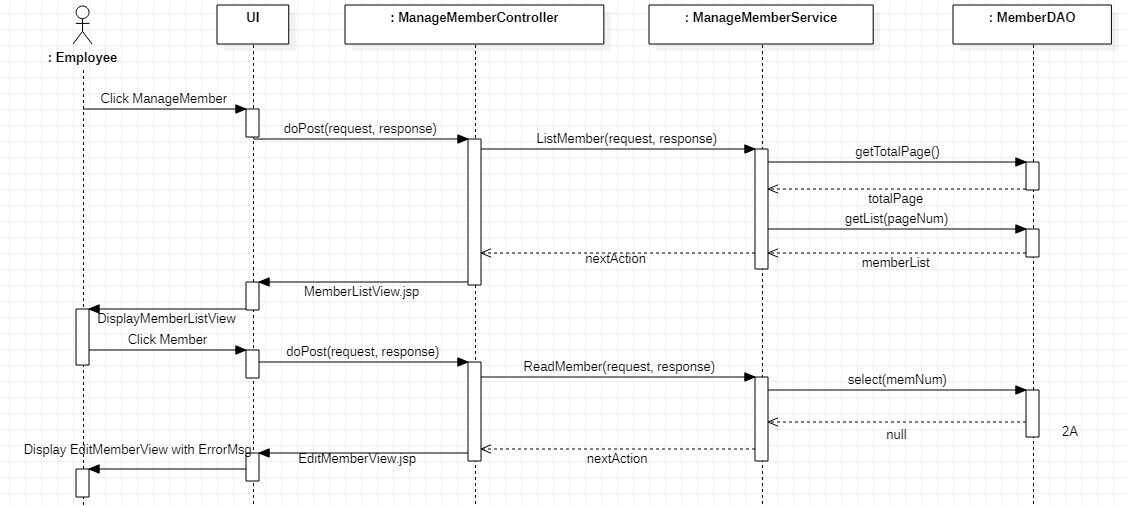 UI
: ManageMemberController
: ManageMemberService
: MemberDAO
: Employee
Click ManageMember
doPost(request, response)
ListMember(request, response)
getTotalPage()
totalPage
getList(pageNum)
nextAction
memberList
MemberListView.jsp
DisplayMemberListView
Click Member
doPost(request, response)
ReadMember(request, response)
select(memNum)
null
2A
Display EditMemberView with ErrorMsg
EditMemberView.jsp
nextAction